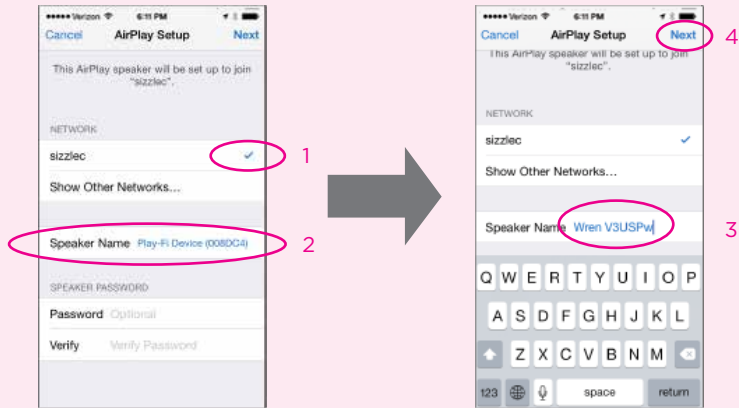 Verizon 6:11 PM
Cancel AirPlay Setup Next
This AirPlay speaker will be set up to join
"sizzlec".
NETWORK
sizzlec
1
Show Other Networks...
Speaker Name Play-Fi Device (008DC4)
2
SPEAKER PASSWORD
Password Optional
Verify Verify Password
Verizon 6:11 PM
Cancel AirPlay Setup Next
4
This AirPlay speaker will be set up to join
"sizzlec".
NETWORK
sizzlec
Show Other Networks...
Speaker Name Wren V3USPw
3
Q W E R T Y U I O P
A S D F G H J K L
Z X C V B N M
123 space return